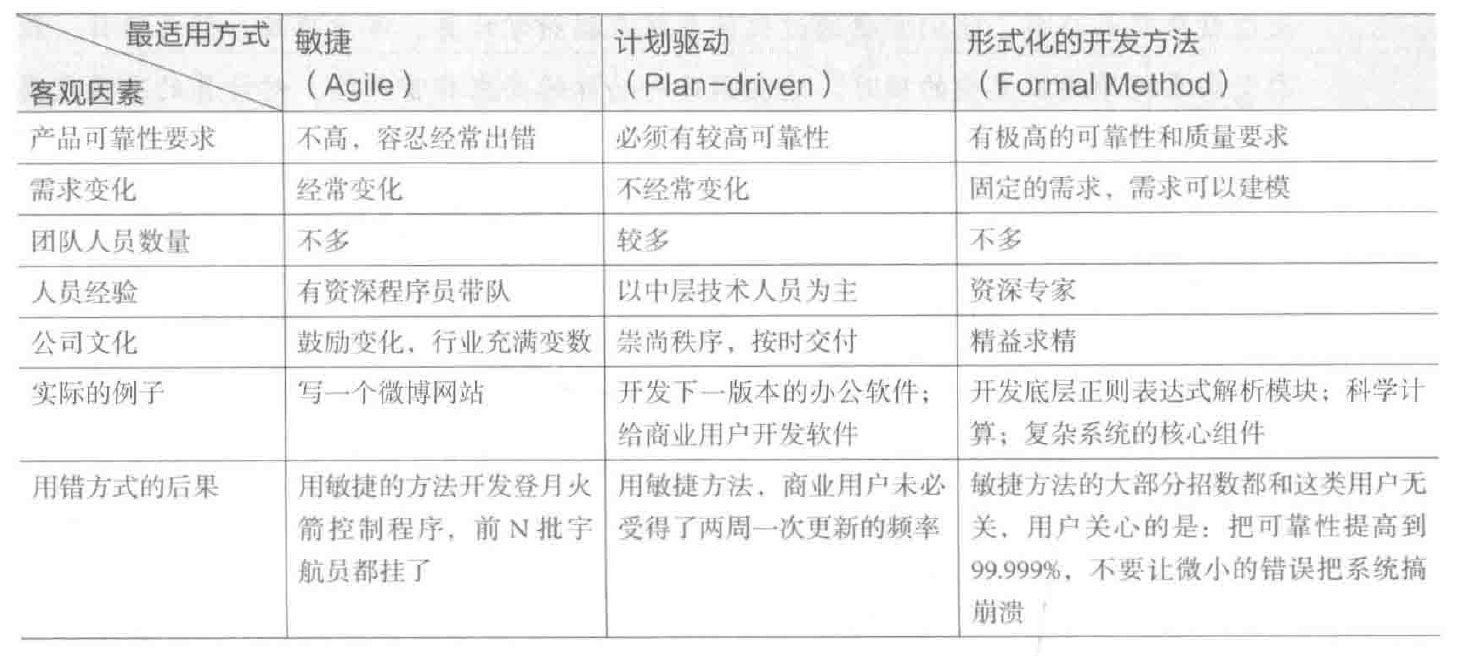 最适用方式
客观因素
敏捷
（Agile）
计划驱动
（Plan-driven）
形式化的开发方法
（Formal Method）
产品可靠性要求
不高，容忍经常出错
必须有较高可靠性
有极高的可靠性和质量要求
需求变化
经常变化
不经常变化
固定的需求，需求可以建模
团队人员数量
不多
较多
不多
人员经验
有资深程序员带队
以中层技术人员为主
资深专家
公司文化
鼓励变化，行业充满变数
崇尚秩序，按时交付
精益求精
实际的例子
写一个微博网站
开发下一版本的办公软件；
给商业用户开发软件
开发底层正则表达式解析模块；科学计
算；复杂系统的核心组件
用错方式的后果
用敏捷的方法开发登月火
箭控制程序，前 N 批宇
航员都挂了
用敏捷方法，商业用户未必
受得了两周一次更新的频率
敏捷方法的大部分招数都和这类用户无
关，用户关心的是：把可靠性提高到
99.999%，不要让微小的错误把系统搞
崩溃